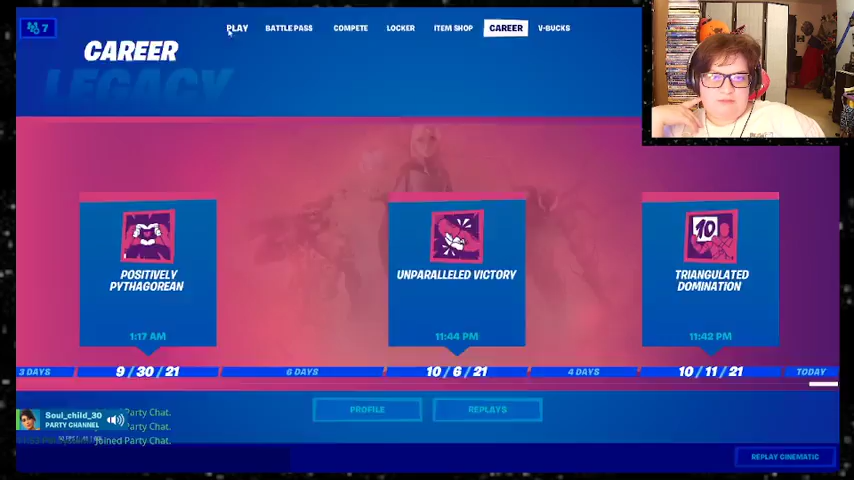 7
PLAY
BATTLE PASS
COMPETE
LOCKER
ITEM SHOP
CAREER
V-BUCKS
CAREER
LEGACY
10
POSITIVELY
PYTHAGOREAN
UNPARALLELED VICTORY
TRIANGULATED
DOMINATION
1:17 AM
11:44 PM
11:42 PM
3 DAYS
9/30/21
6 DAYS
10/6/21
4 DAYS
10/11/21
TODAY
PROFILE
REPLAYS
Soul_child_30
PARTY CHANNEL
Party Chat.
Party Chat.
Joined Party Chat.
REPLAY CINEMATIC